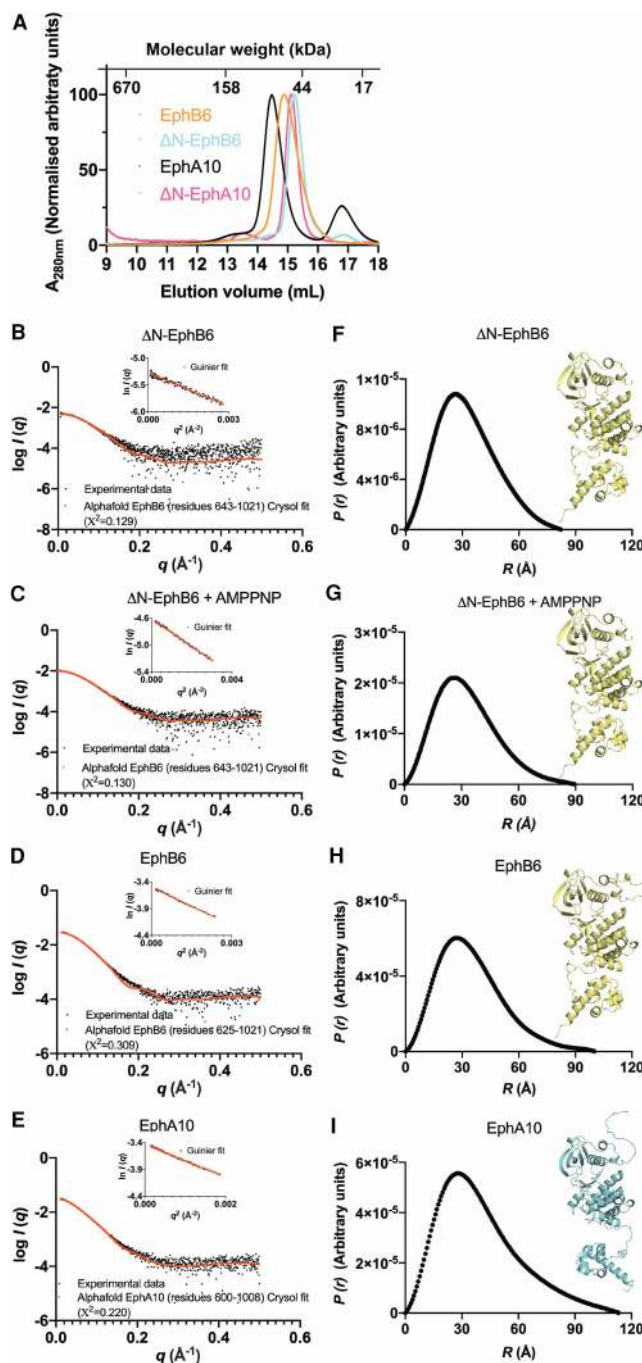 A
Molecular weight (kDa)
670 158 44 17
100
75
50
25
0
EphB6
ΔN-EphB6
EphA10
ΔN-EphA10
A280nm (Normalised arbitraty units)
9 10 11 12 13 14 15 16 17 18
Elution volume (mL)
B
ΔN-EphB6
log I (q)
0
-2
-4
-6
-8
ln I (q)
-5.0
-5.5
-6.0
Guinier fit
0.000 0.003
q² (Å-2)
Experimental data
Alphafold EphB6 (residues 643-1021) Crysol fit
(X²=0.129)
0.0 0.2 0.4 0.6
q (Å-1)
F
ΔN-EphB6
P (r) (Arbitrary units)
1×10-5
8×10-6
4×10-6
0
0 30 60 90 120
R (Å)
C
ΔN-EphB6 + AMPPNP
log I (q)
0
-2
-4
-6
-8
ln I (q)
-4.6
-5.0
-5.5
Guinier fit
0.000 0.004
q² (Å-2)
Experimental data
Alphafold EphB6 (residues 643-1021) Crysol fit
(X²=0.130)
0.0 0.2 0.4 0.6
q (Å-1)
G
ΔN-EphB6 + AMPPNP
P (r) (Arbitrary units)
3×10-5
2×10-5
1×10-5
0
0 30 60 90 120
R (Å)
D
EphB6
log I (q)
0
-2
-4
-6
ln I (q)
-3.4
-3.9
-4.4
Guinier fit
0.000 0.003
q² (Å-2)
Experimental data
Alphafold EphB6 (residues 625-1021) Crysol fit
(X²=0.309)
0.0 0.2 0.4 0.6
q (Å-1)
H
EphB6
P (r) (Arbitrary units)
8×10-5
4×10-5
0
0 30 60 90 120
R (Å)
E
EphA10
log I (q)
0
-2
-4
-6
ln I (q)
-3.4
-3.9
-4.4
Guinier fit
0.000 0.002
q² (Å-2)
Experimental data
Alphafold EphA10 (residues 600-1008) Crysol fit
(X²=0.220)
0.0 0.2 0.4 0.6
q (Å-1)
I
EphA10
P (r) (Arbitrary units)
6×10-5
4×10-5
2×10-5
0
0 30 60 90 120
R (Å)